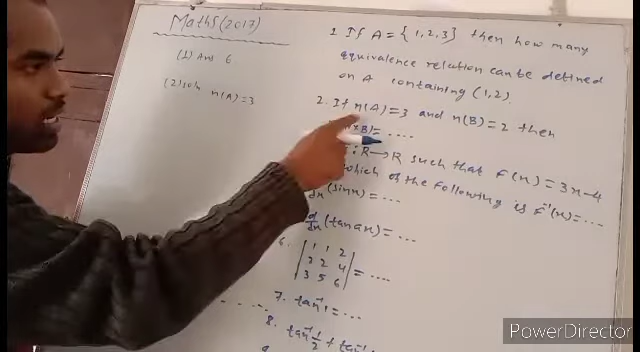 Maths (2017)
(1) Ans 6
(2) soln n(A)=3
1 If A = { 1,2,3} then how many
equivalence relation can be defined
on A containing (1,2).
2. If n(A)=3 and n(B)=2 then
×B)= ....
: R→R such that f(x) = 3x-4
which of the following is f⁻¹(x)=...
dx (sinx) = ...
d/dx (tanax) = ...
6. | 1 1 2
2 4
3 5 6 | = ....
7. tan⁻¹1 = ...
8. tan⁻¹ 1/2 + tan⁻¹
PowerDirector